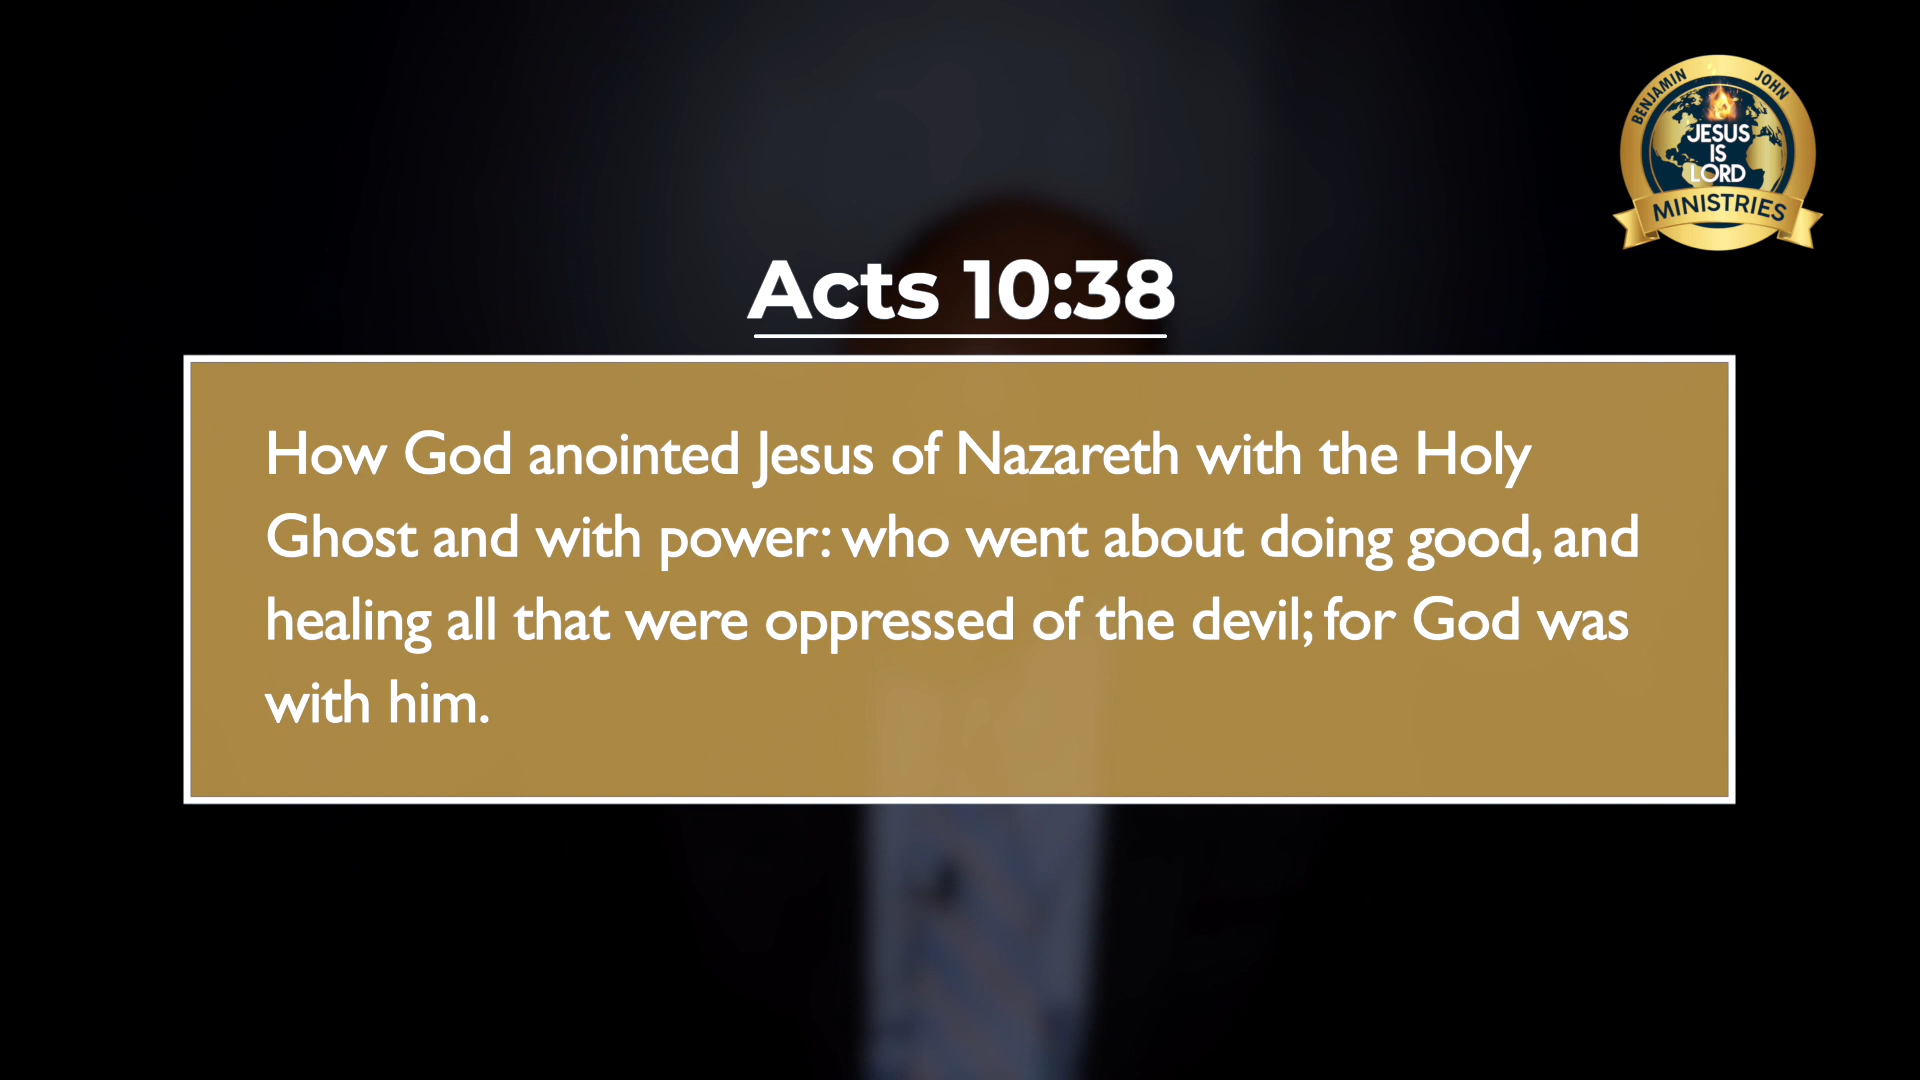 BENJAMIN JOHN
JESUS
IS
LORD
MINISTRIES
Acts 10:38
How God anointed Jesus of Nazareth with the Holy
Ghost and with power: who went about doing good, and
healing all that were oppressed of the devil; for God was
with him.